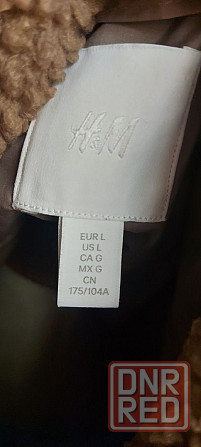 H&M
EUR L
US L
CA G
MX G
CN
175/104A
DNR
RED